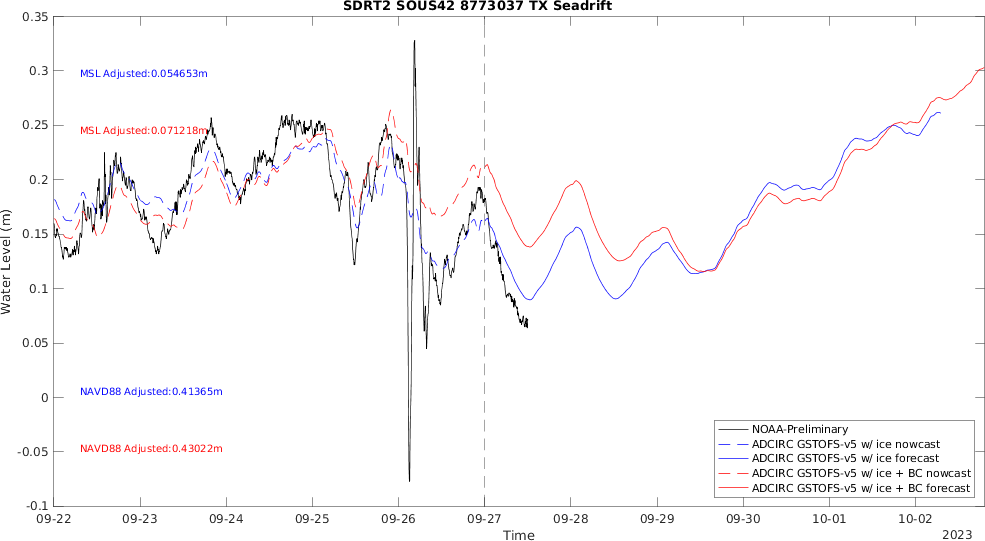 SDRT2 SOUS42 8773037 TX Seadrift
0.35
0.3
0.25
0.2
0.15
0.1
0.05
0
-0.05
-0.1
Water Level (m)
MSL Adjusted:0.054653m
MSL Adjusted:0.071218m
NAVD88 Adjusted:0.41365m
NAVD88 Adjusted:0.43022m
NOAA-Preliminary
ADCIRC GSTOFS-v5 w/ ice nowcast
ADCIRC GSTOFS-v5 w/ ice forecast
ADCIRC GSTOFS-v5 w/ ice + BC nowcast
ADCIRC GSTOFS-v5 w/ ice + BC forecast
09-22 09-23 09-24 09-25 09-26 09-27 09-28 09-29 09-30 10-01 10-02
Time
2023